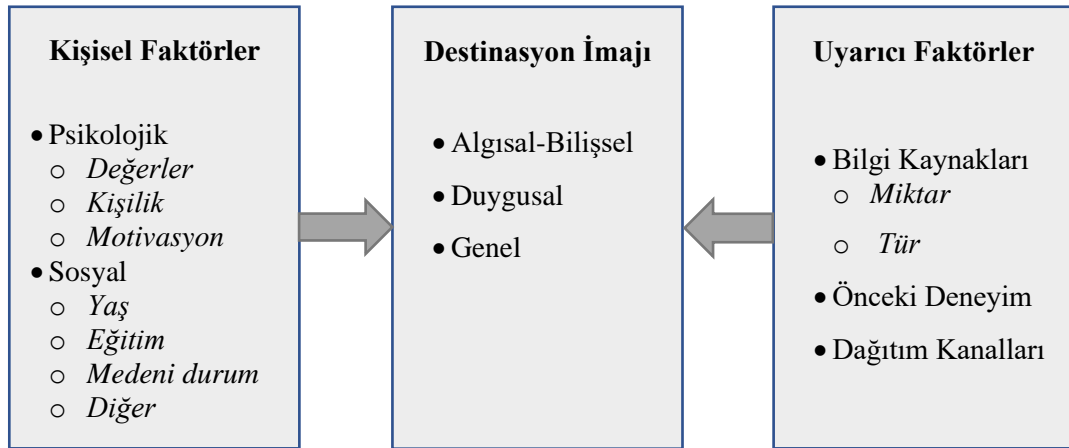 Kişisel Faktörler
• Psikolojik
o Değerler
o Kişilik
o Motivasyon
• Sosyal
o Yaş
o Eğitim
o Medeni durum
o Diğer
Destinasyon İmajı
• Algısal-Bilişsel
• Duygusal
• Genel
Uyarıcı Faktörler
• Bilgi Kaynakları
o Miktar
o Tür
• Önceki Deneyim
• Dağıtım Kanalları